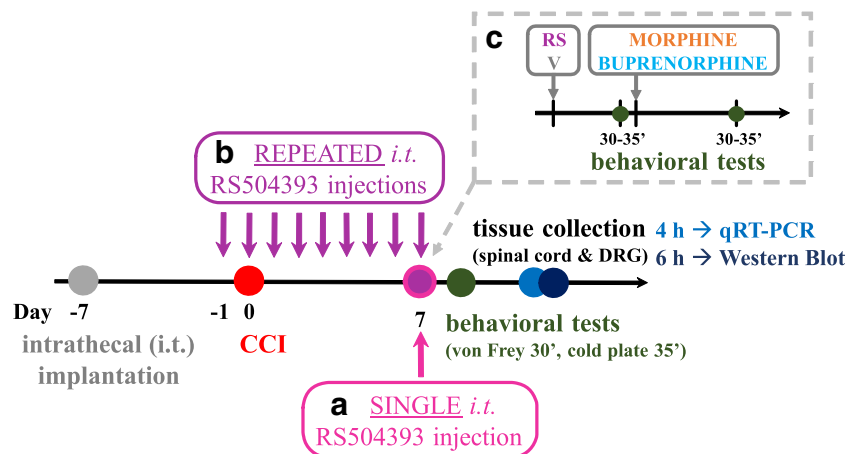 c
RS
V
MORPHINE
BUPRENORPHINE
30-35’
30-35’
behavioral tests
b REPEATED i.t.
RS504393 injections
tissue collection
(spinal cord & DRG)
4 h → qRT-PCR
6 h → Western Blot
Day -7 -1 0 7
intrathecal (i.t.)
implantation
CCI
behavioral tests
(von Frey 30’, cold plate 35’)
a SINGLE i.t.
RS504393 injection